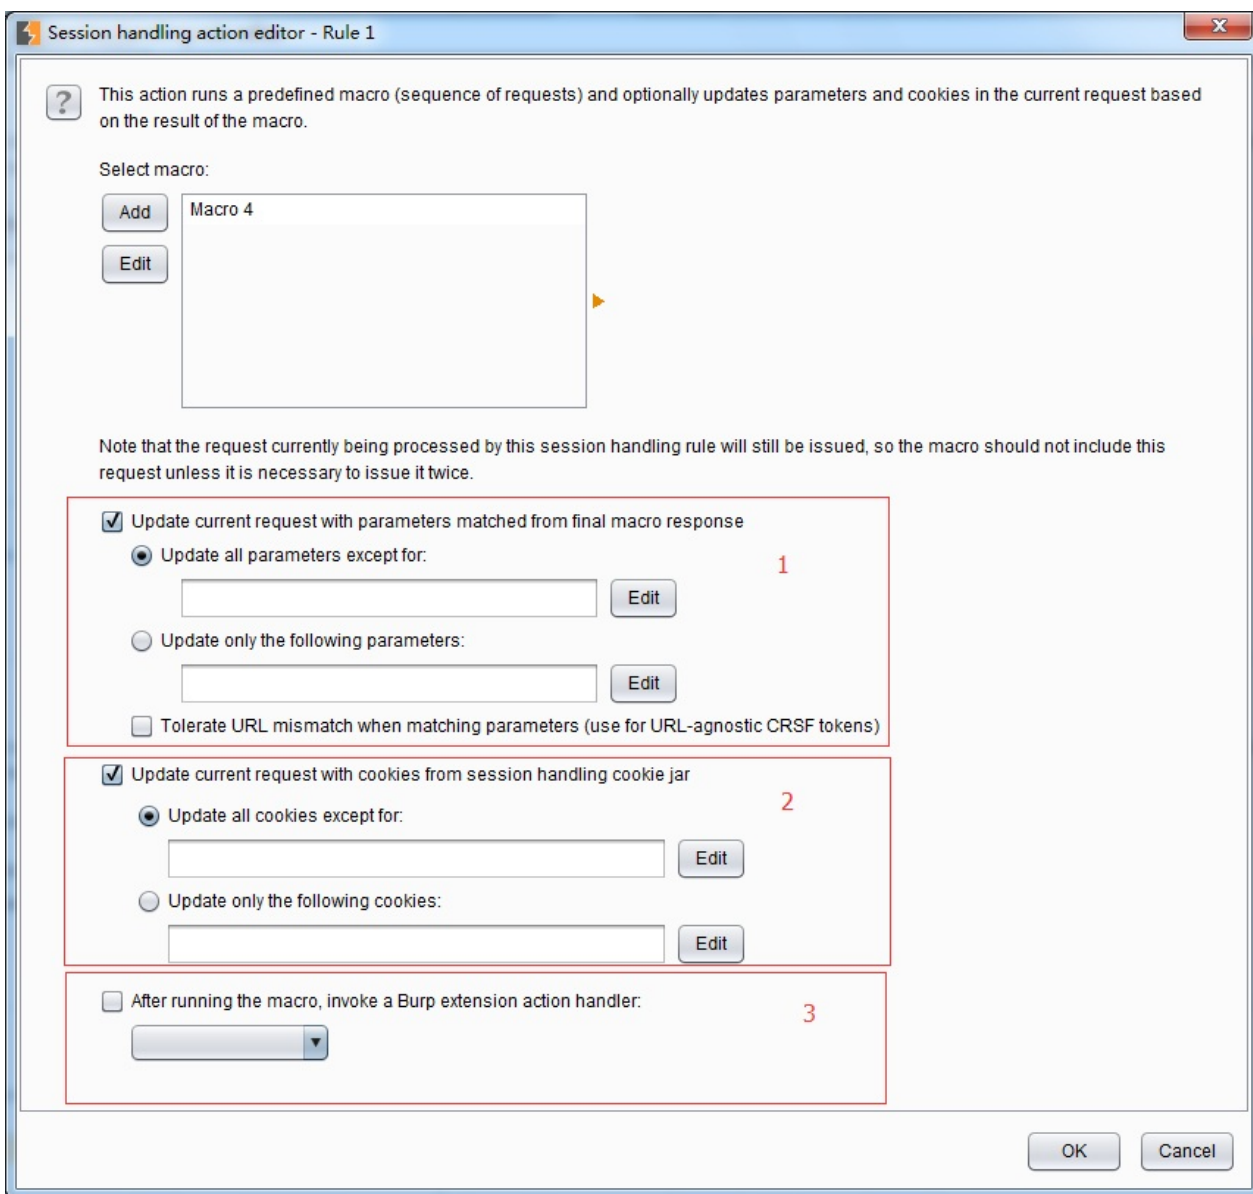 Session handling action editor - Rule 1
This action runs a predefined macro (sequence of requests) and optionally updates parameters and cookies in the current request based
on the result of the macro.
Select macro:
Add
Macro 4
Edit
Note that the request currently being processed by this session handling rule will still be issued, so the macro should not include this
request unless it is necessary to issue it twice.
Update current request with parameters matched from final macro response
Update all parameters except for:
1
Edit
Update only the following parameters:
Edit
Tolerate URL mismatch when matching parameters (use for URL-agnostic CRSF tokens)
Update current request with cookies from session handling cookie jar
2
Update all cookies except for:
Edit
Update only the following cookies:
Edit
After running the macro, invoke a Burp extension action handler:
3
OK
Cancel